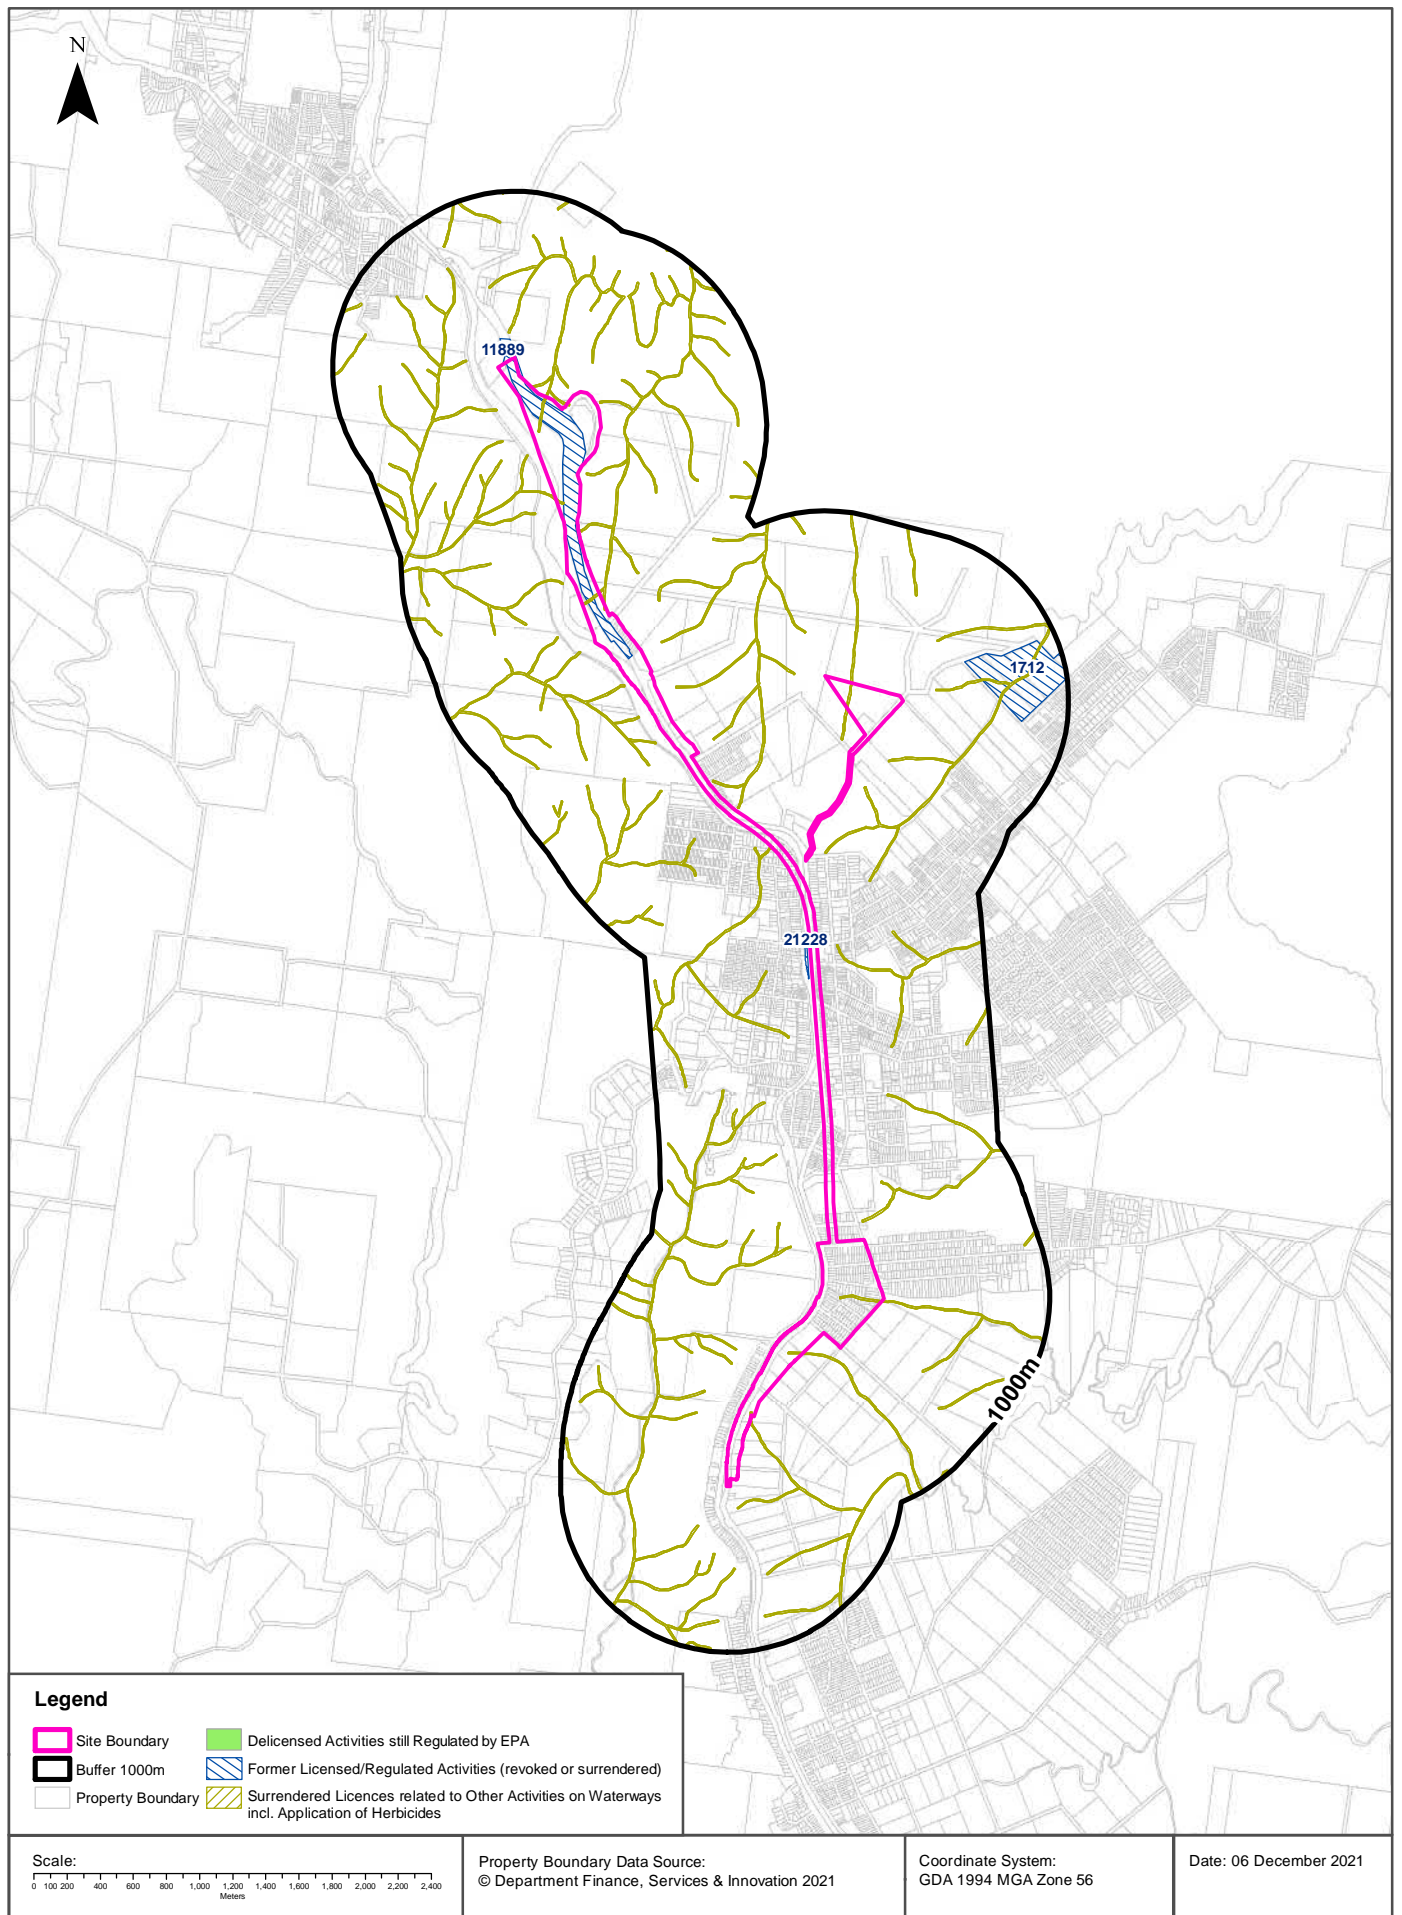 N
11889
1712
21228
1000m
Legend
Site Boundary
Delicensed Activities still Regulated by EPA
Buffer 1000m
Former Licensed/Regulated Activities (revoked or surrendered)
Property Boundary
Surrendered Licences related to Other Activities on Waterways
incl. Application of Herbicides
Scale:
0 100 200 400 600 800 1,000 1,200 1,400 1,600 1,800 2,000 2,200 2,400
Meters
Property Boundary Data Source:
© Department Finance, Services & Innovation 2021
Coordinate System:
GDA 1994 MGA Zone 56
Date: 06 December 2021